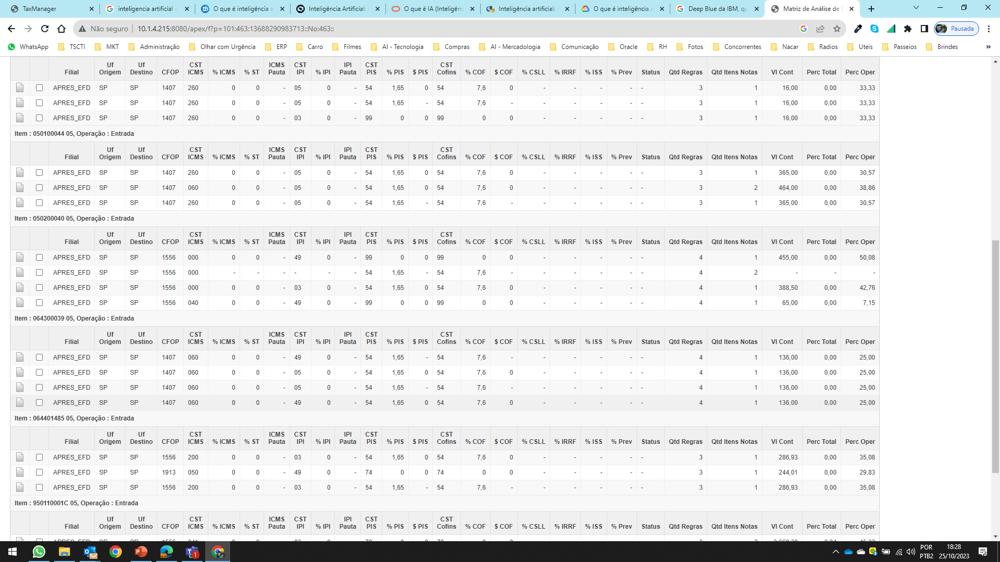 TaxManager
inteligencia artificial -
O que é inteligência a
Inteligência Artificial:
O que é IA (Inteligên
Inteligência artificial:
O que é inteligência a
Deep Blue da IBM, qu
Matriz de Análise de
Não seguro
10.1.4.215:8080/apex/f?p=101:463:13688290983713::No:463::
Pausada
WhatsApp TSCTI MKT Administração Olhar com Urgência ERP Carro Filmes AI - Tecnologia Compras AI - Mercadologia Comunicação Oracle RH Fotos Concorrentes Nacar Radios Uteis Passeios Brindes »
Filial Uf Origem Uf Destino CFOP CST ICMS % ICMS % ST ICMS Pauta CST IPI % IPI IPI Pauta CST PIS % PIS $ PIS CST Cofins % COF $ COF % CSLL % IRRF % ISS % Prev Status Qtd Regras Qtd Itens Notas Vl Cont Perc Total Perc Oper
APRES_EFD SP SP 1407 260 0 0 - 05 0 - 54 1,65 0 54 7,6 0 - - - - - 3 1 16,00 0,00 33,33
APRES_EFD SP SP 1407 260 0 0 - 05 0 - 54 1,65 - 54 7,6 - - - - - - 3 1 16,00 0,00 33,33
APRES_EFD SP SP 1407 260 0 0 - 03 0 - 99 0 0 99 0 0 - - - - - 3 1 16,00 0,00 33,33
Item : 050100044 05, Operação : Entrada
Filial Uf Origem Uf Destino CFOP CST ICMS % ICMS % ST ICMS Pauta CST IPI % IPI IPI Pauta CST PIS % PIS $ PIS CST Cofins % COF $ COF % CSLL % IRRF % ISS % Prev Status Qtd Regras Qtd Itens Notas Vl Cont Perc Total Perc Oper
APRES_EFD SP SP 1407 260 0 0 - 05 0 - 54 1,65 0 54 7,6 0 - - - - - 3 1 365,00 0,00 30,57
APRES_EFD SP SP 1407 060 0 0 - 05 0 - 54 1,65 0 54 7,6 0 - - - - - 3 2 464,00 0,00 38,86
APRES_EFD SP SP 1407 260 0 0 - 05 0 - 54 1,65 - 54 7,6 - - - - - - 3 1 365,00 0,00 30,57
Item : 050200040 05, Operação : Entrada
Filial Uf Origem Uf Destino CFOP CST ICMS % ICMS % ST ICMS Pauta CST IPI % IPI IPI Pauta CST PIS % PIS $ PIS CST Cofins % COF $ COF % CSLL % IRRF % ISS % Prev Status Qtd Regras Qtd Itens Notas Vl Cont Perc Total Perc Oper
APRES_EFD SP SP 1556 000 0 0 - 49 0 - 99 0 0 99 0 0 - - - - - 4 1 455,00 0,00 50,08
APRES_EFD SP SP 1556 000 - - - - - - 54 1,65 - 54 7,6 - - - - - - 4 2 - - -
APRES_EFD SP SP 1556 000 0 0 - 03 0 - 54 1,65 0 54 7,6 0 - - - - - 4 1 388,50 0,00 42,76
APRES_EFD SP SP 1556 040 0 0 - 49 0 - 99 0 0 99 0 0 - - - - - 4 1 65,00 0,00 7,15
Item : 064300039 05, Operação : Entrada
Filial Uf Origem Uf Destino CFOP CST ICMS % ICMS % ST ICMS Pauta CST IPI % IPI IPI Pauta CST PIS % PIS $ PIS CST Cofins % COF $ COF % CSLL % IRRF % ISS % Prev Status Qtd Regras Qtd Itens Notas Vl Cont Perc Total Perc Oper
APRES_EFD SP SP 1407 060 0 0 - 49 0 - 54 1,65 - 54 7,6 - - - - - - 4 1 136,00 0,00 25,00
APRES_EFD SP SP 1407 060 0 0 - 05 0 - 54 1,65 0 54 7,6 0 - - - - - 4 1 136,00 0,00 25,00
APRES_EFD SP SP 1407 060 0 0 - 05 0 - 54 1,65 - 54 7,6 - - - - - - 4 1 136,00 0,00 25,00
APRES_EFD SP SP 1407 060 0 0 - 49 0 - 54 1,65 0 54 7,6 0 - - - - - 4 1 136,00 0,00 25,00
Item : 064401485 05, Operação : Entrada
Filial Uf Origem Uf Destino CFOP CST ICMS % ICMS % ST ICMS Pauta CST IPI % IPI IPI Pauta CST PIS % PIS $ PIS CST Cofins % COF $ COF % CSLL % IRRF % ISS % Prev Status Qtd Regras Qtd Itens Notas Vl Cont Perc Total Perc Oper
APRES_EFD SP SP 1556 200 0 0 - 03 0 - 54 1,65 0 54 7,6 0 - - - - - 3 1 286,93 0,00 35,08
APRES_EFD SP SP 1913 050 0 0 - 49 0 - 74 0 0 74 0 0 - - - - - 3 1 244,01 0,00 29,83
APRES_EFD SP SP 1556 200 0 0 - 03 0 - 54 1,65 - 54 7,6 - - - - - - 3 1 286,93 0,00 35,08
Item : 950110001C 05, Operação : Entrada
Filial Uf Origem Uf Destino CFOP CST ICMS % ICMS % ST ICMS Pauta CST IPI % IPI IPI Pauta CST PIS % PIS $ PIS CST Cofins % COF $ COF % CSLL % IRRF % ISS % Prev Status Qtd Regras Qtd Itens Notas Vl Cont Perc Total Perc Oper
POR
PTB2
18:28
25/10/2023